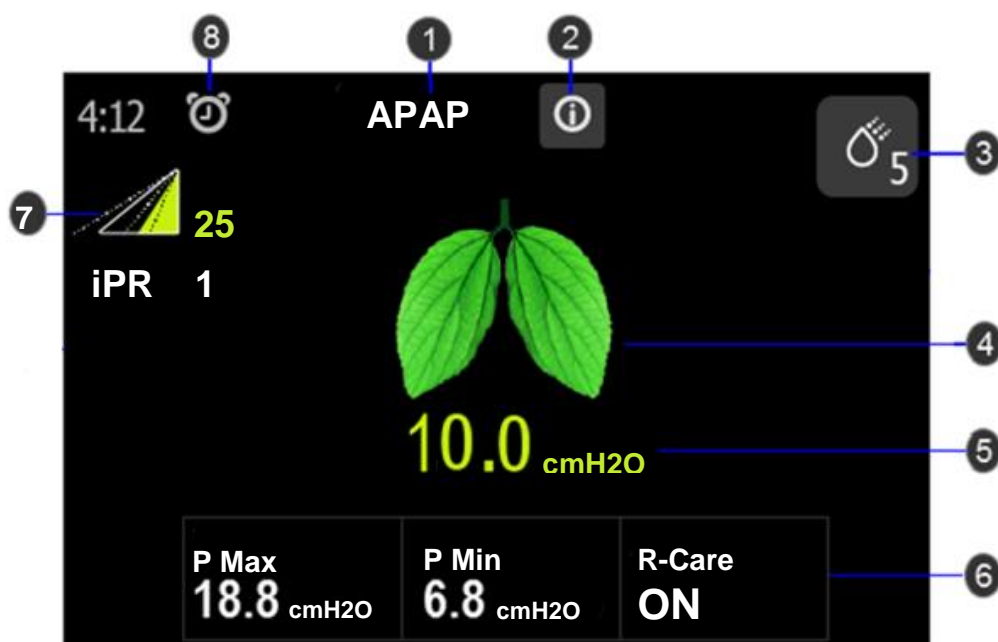 8
1
2
4:12
APAP
5
3
7
25
iPR 1
4
10.0 cmH2O
5
P Max
18.8 cmH2O
P Min
6.8 cmH2O
R-Care
ON
6